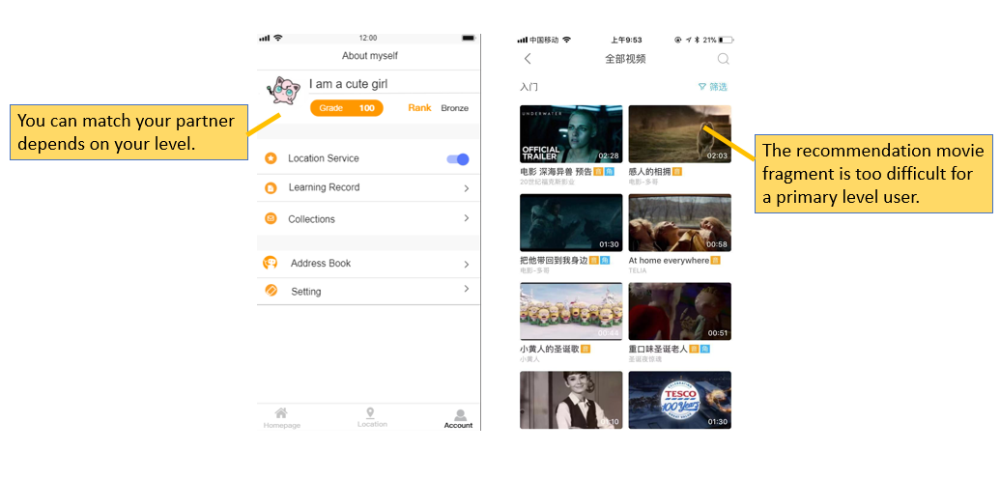 You can match your partner
depends on your level.
12:00
About myself
I am a cute girl
Grade 100 Rank Bronze
Location Service
Learning Record
Collections
Address Book
Setting
Homepage Location Account
中国移动 上午9:53 21%
全部视频
入门 筛选
UNDERWATER
OFFICIAL
TRAILER
02:28
02:03
电影 深海异兽 预告
感人的相拥
20世纪福克斯影业
电影-多哥
01:30
00:58
把他带回到我身边
At home everywhere
电影-多哥
TELIA
00:44
00:51
小黄人的圣诞歌
重口味圣诞老人
小黄人
圣诞夜惊魂
01:10
TESCO
100 Years
01:30
The recommendation movie
fragment is too difficult for
a primary level user.